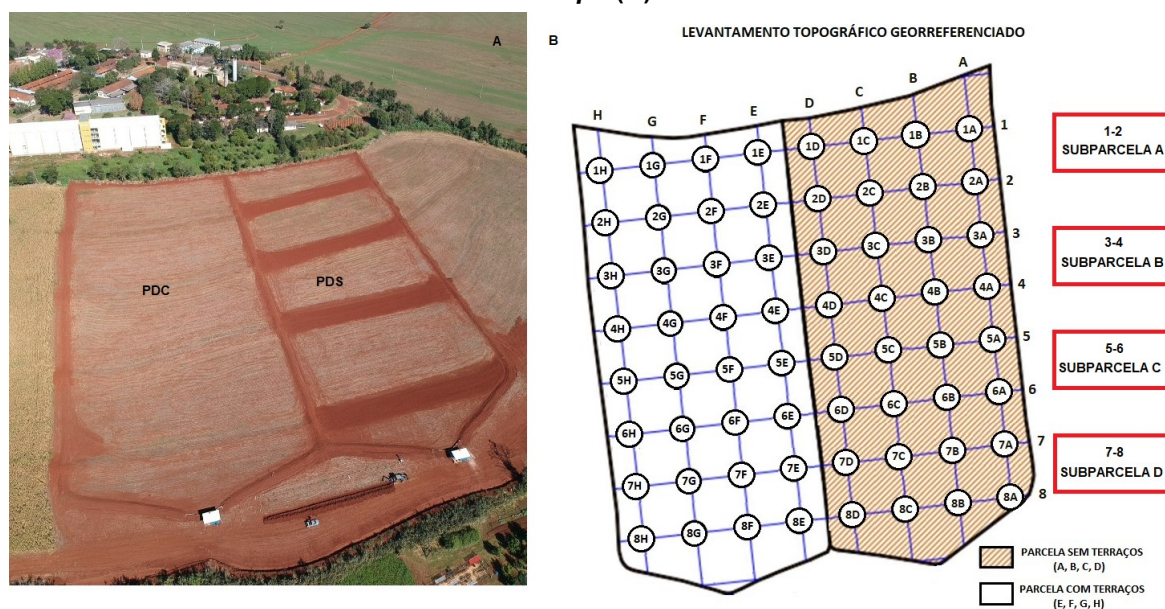 A
PDC
PDS
B
LEVANTAMENTO TOPOGRÁFICO GEORREFERENCIADO
H G F E D C B A
1H 1G 1F 1E 1D 1C 1B 1A 1
2H 2G 2F 2E 2D 2C 2B 2A 2
3H 3G 3F 3E 3D 3C 3B 3A 3
4H 4G 4F 4E 4D 4C 4B 4A 4
5H 5G 5F 5E 5D 5C 5B 5A 5
6H 6G 6F 6E 6D 6C 6B 6A 6
7H 7G 7F 7E 7D 7C 7B 7A 7
8H 8G 8F 8E 8D 8C 8B 8A 8
1-2
SUBPARCELA A
3-4
SUBPARCELA B
5-6
SUBPARCELA C
7-8
SUBPARCELA D
PARCELA SEM TERRAÇOS
(A, B, C, D)
PARCELA COM TERRAÇOS
(E, F, G, H)